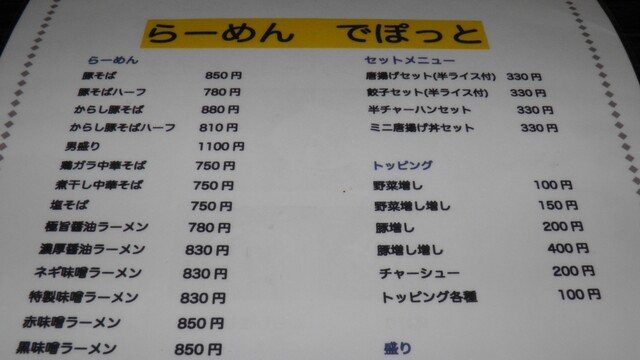 らーめん でぽっと
らーめん
豚そば 850円
豚そばハーフ 780円
からし豚そば 880円
からし豚そばハーフ 810円
男盛り 1100円
鶏ガラ中華そば 750円
煮干し中華そば 750円
塩そば 750円
極旨醤油ラーメン 780円
濃厚醤油ラーメン 830円
ネギ味噌ラーメン 830円
特製味噌ラーメン 830円
赤味噌ラーメン 850円
黒味噌ラーメン 850円
セットメニュー
唐揚げセット(半ライス付) 330円
餃子セット(半ライス付) 330円
半チャーハンセット 330円
ミニ唐揚げ丼セット 330円
トッピング
野菜増し 100円
野菜増し増し 150円
豚増し 200円
豚増し増し 400円
チャーシュー 200円
トッピング各種 100円
盛り